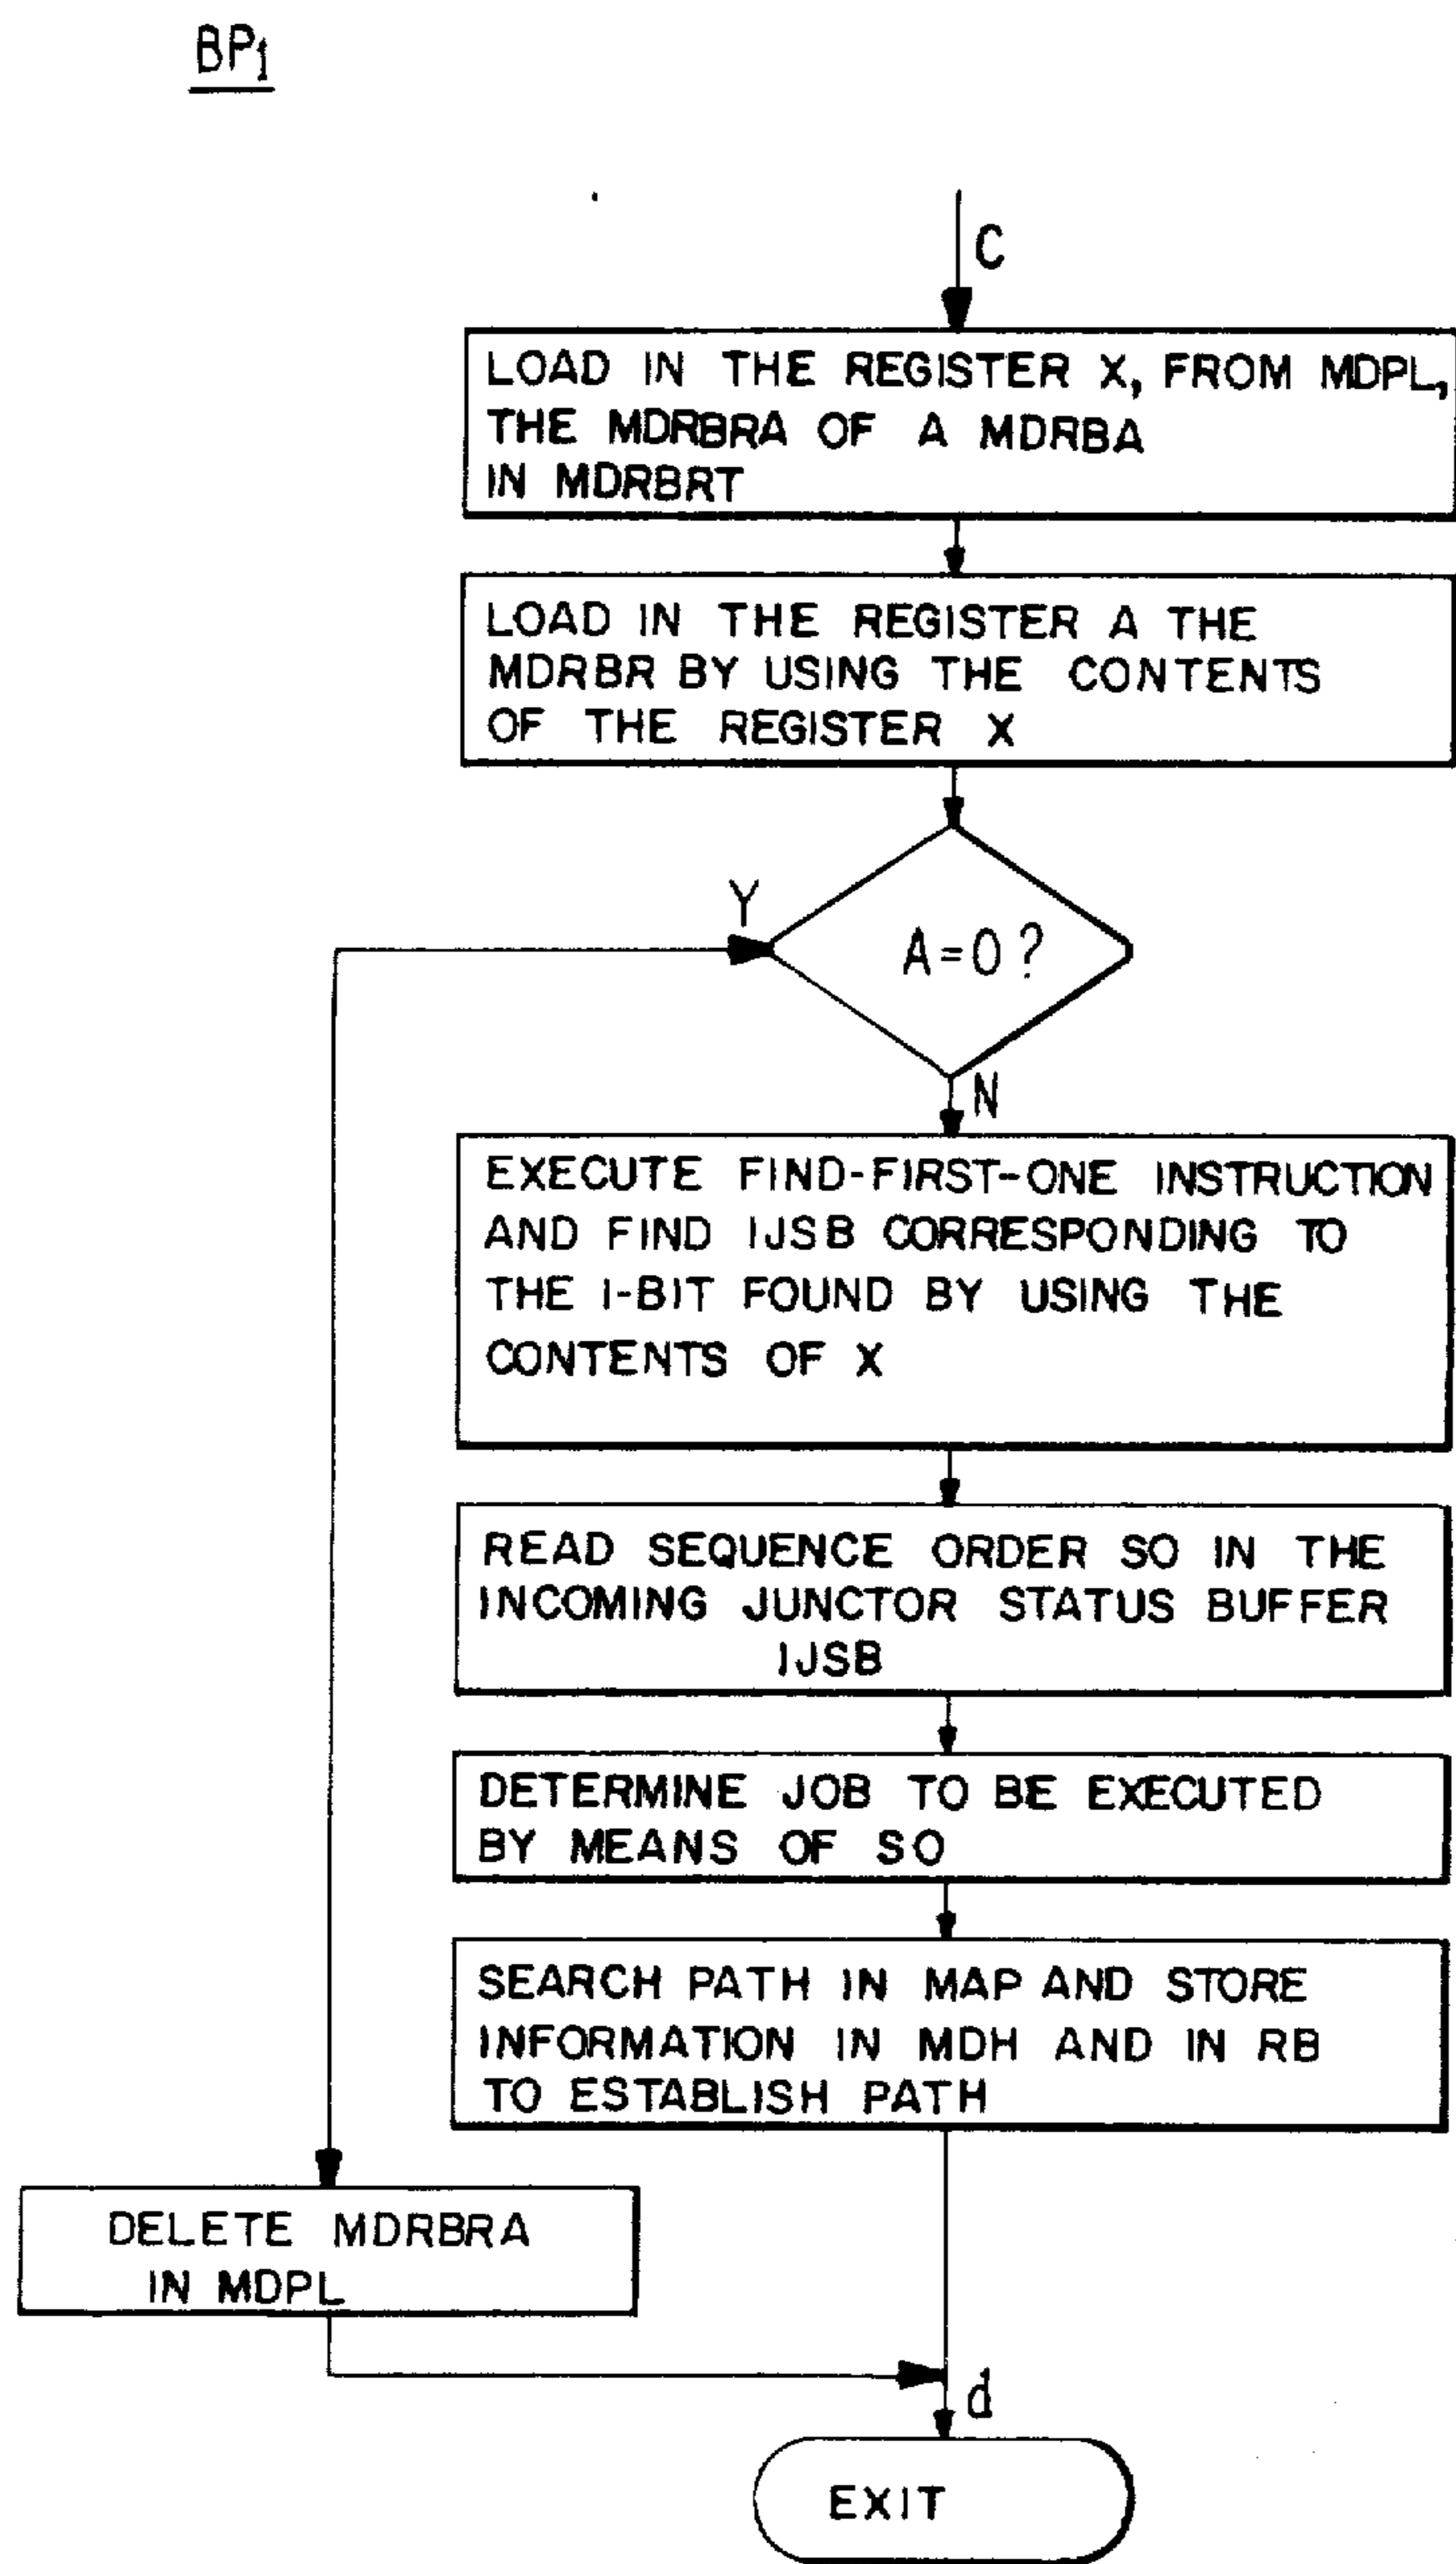 BP1
C
LOAD IN THE REGISTER X, FROM MDPL,
THE MDRBRA OF A MDRBA
IN MDRBRT
LOAD IN THE REGISTER A THE
MDRBR BY USING THE CONTENTS
OF THE REGISTER X
Y
A=0?
N
EXECUTE FIND-FIRST-ONE INSTRUCTION
AND FIND IJSB CORRESPONDING TO
THE 1-BIT FOUND BY USING THE
CONTENTS OF X
READ SEQUENCE ORDER SO IN THE
INCOMING JUNCTOR STATUS BUFFER
IJSB
DETERMINE JOB TO BE EXECUTED
BY MEANS OF SO
SEARCH PATH IN MAP AND STORE
INFORMATION IN MDH AND IN RB
TO ESTABLISH PATH
DELETE MDRBRA
IN MDPL
d
EXIT